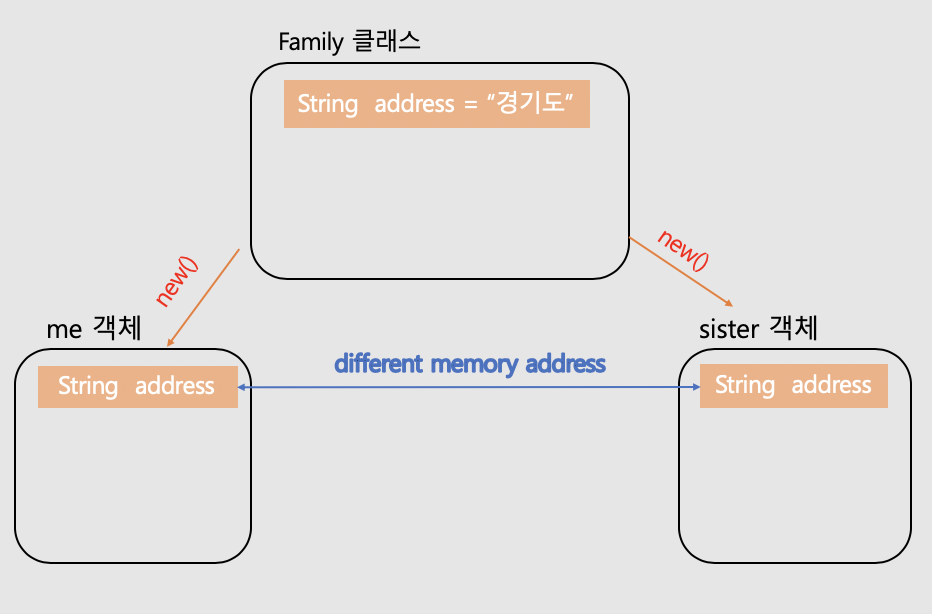 Family 클래스
String address = “경기도”
new()
new()
me 객체
sister 객체
different memory address
String address
String address